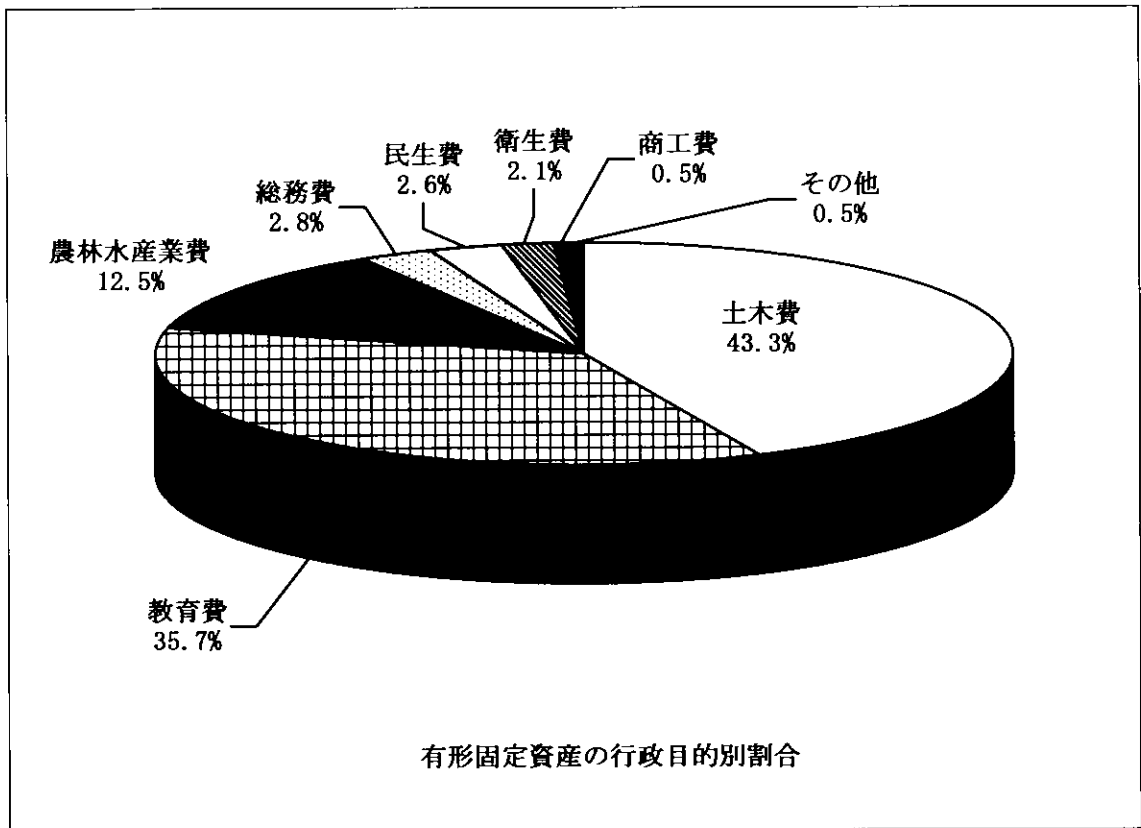 衛生費
2.1%
商工費
0.5%
民生費
2.6%
その他
0.5%
総務費
2.8%
農林水産業費
12.5%
土木費
43.3%
教育費
35.7%
有形固定資産の行政目的別割合